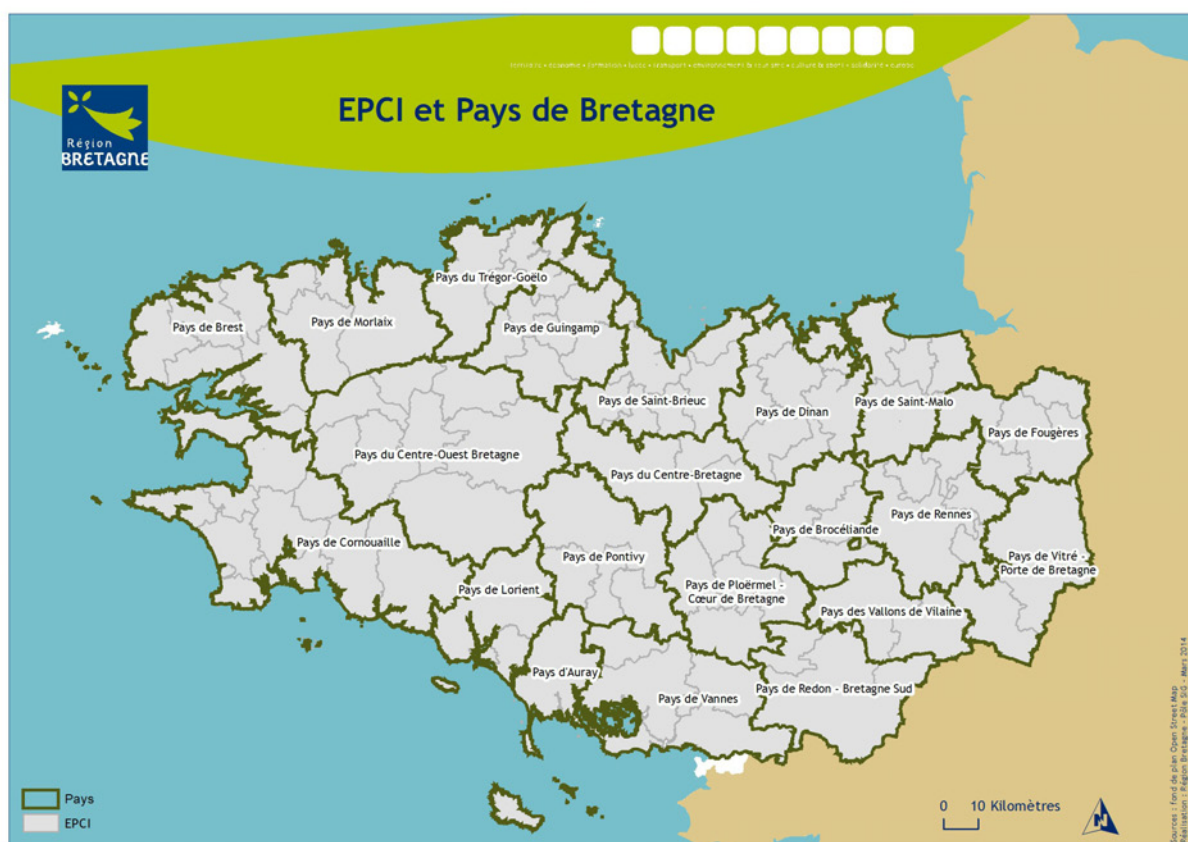 EPCI et Pays de Bretagne
Région
BRETAGNE
Pays du Trégor-Goëlo
Pays de Brest
Pays de Morlaix
Pays de Guingamp
Pays de Saint-Brieuc
Pays de Dinan
Pays de Saint-Malo
Pays de Fougères
Pays du Centre-Ouest Bretagne
Pays du Centre-Bretagne
Pays de Brocéliande
Pays de Rennes
Pays de Cornouaille
Pays de Pontivy
Pays de Vitré -
Porte de Bretagne
Pays de Lorient
Pays de Ploërmel -
Cœur de Bretagne
Pays des Vallons de Vilaine
Pays d'Auray
Pays de Vannes
Pays de Redon - Bretagne Sud
Pays
EPCI
0 10 Kilomètres
N
Sources : fond de plan Open Street Map
Réalisation : Région Bretagne - Pôle SIG - Mars 2014